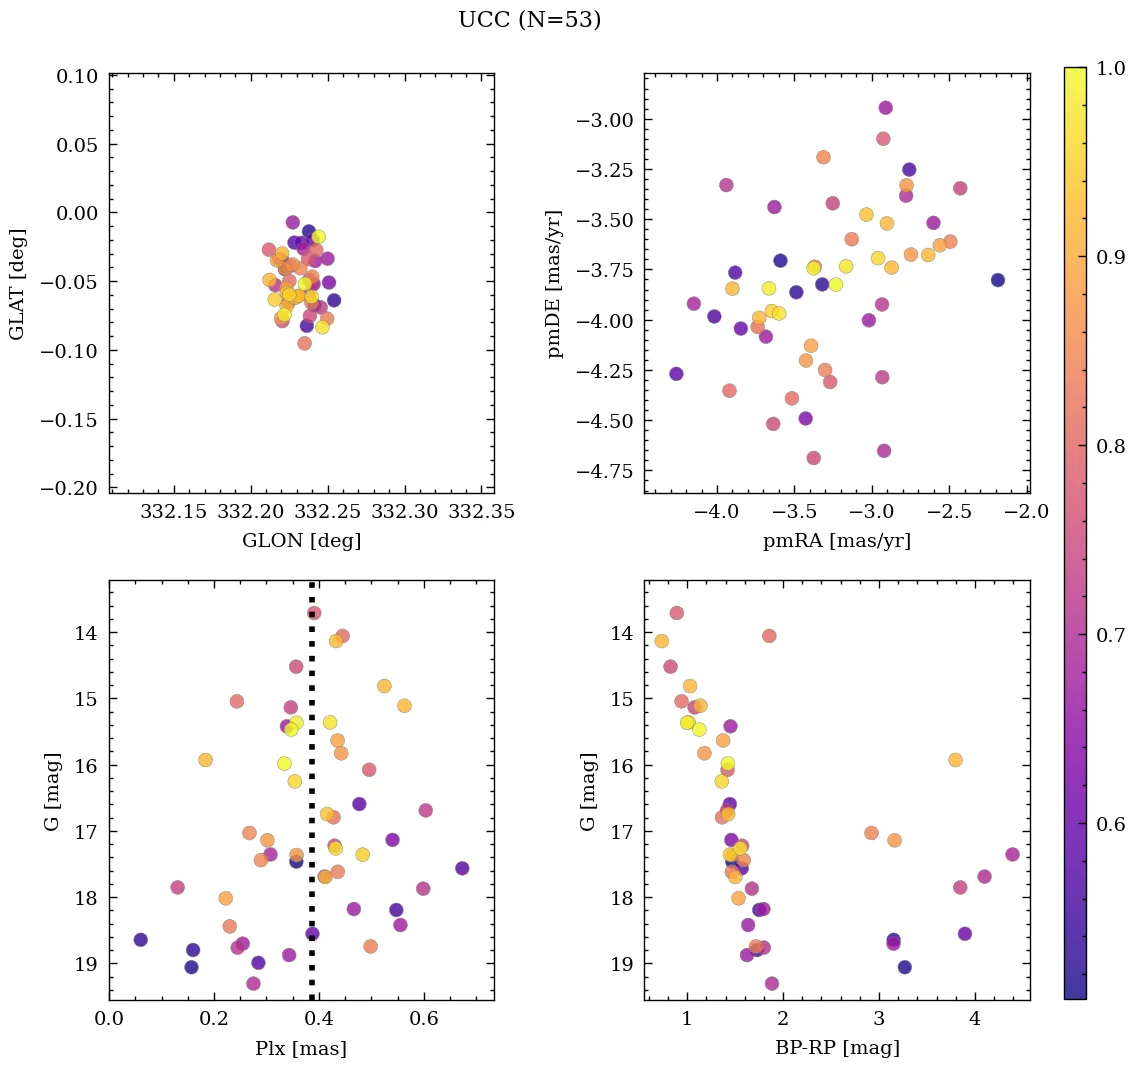 UCC (N=53)
0.10
0.05
0.00
−0.05
−0.10
−0.15
−0.20
GLAT [deg]
332.15 332.20 332.25 332.30 332.35
GLON [deg]
−3.00
−3.25
−3.50
−3.75
−4.00
−4.25
−4.50
−4.75
pmDE [mas/yr]
−4.0 −3.5 −3.0 −2.5 −2.0
pmRA [mas/yr]
14
15
16
17
18
19
G [mag]
0.0 0.2 0.4 0.6
Plx [mas]
14
15
16
17
18
19
G [mag]
1 2 3 4
BP-RP [mag]
1.0
0.9
0.8
0.7
0.6